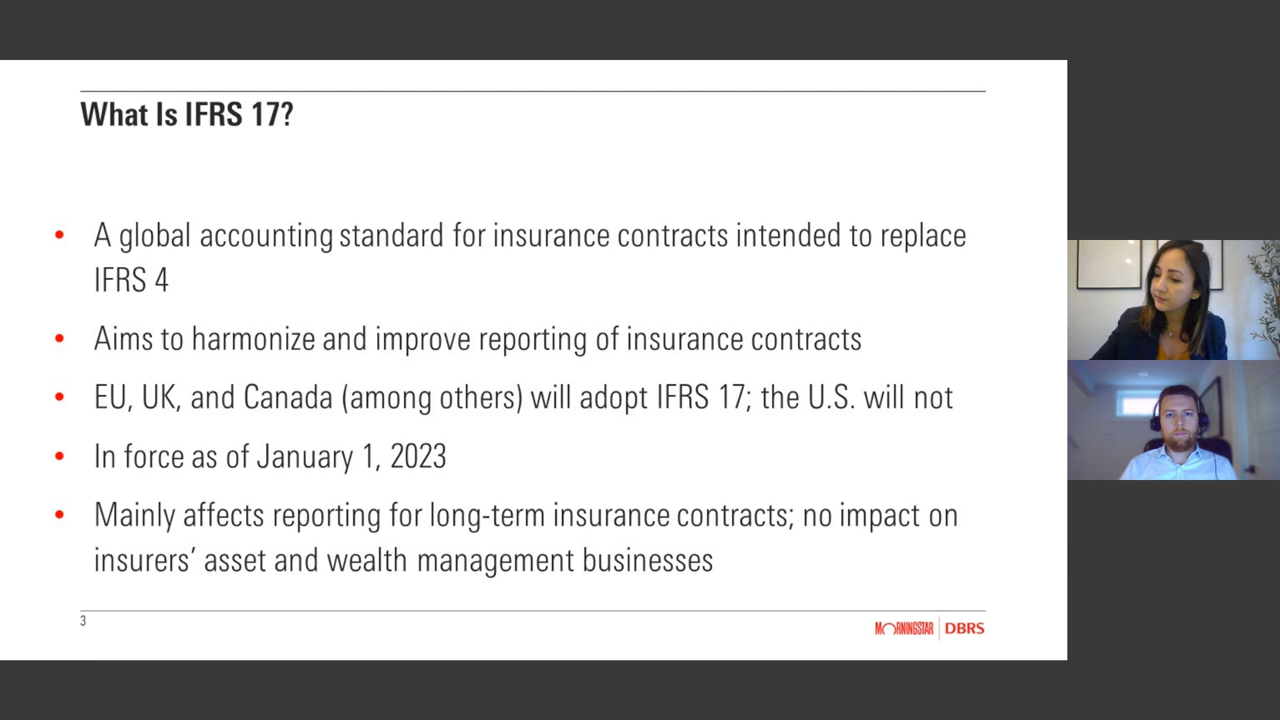 What Is IFRS 17?
• A global accounting standard for insurance contracts intended to replace
IFRS 4
• Aims to harmonize and improve reporting of insurance contracts
• EU, UK, and Canada (among others) will adopt IFRS 17; the U.S. will not
• In force as of January 1, 2023
• Mainly affects reporting for long-term insurance contracts; no impact on
insurers’ asset and wealth management businesses
3
MORNINGSTAR | DBRS